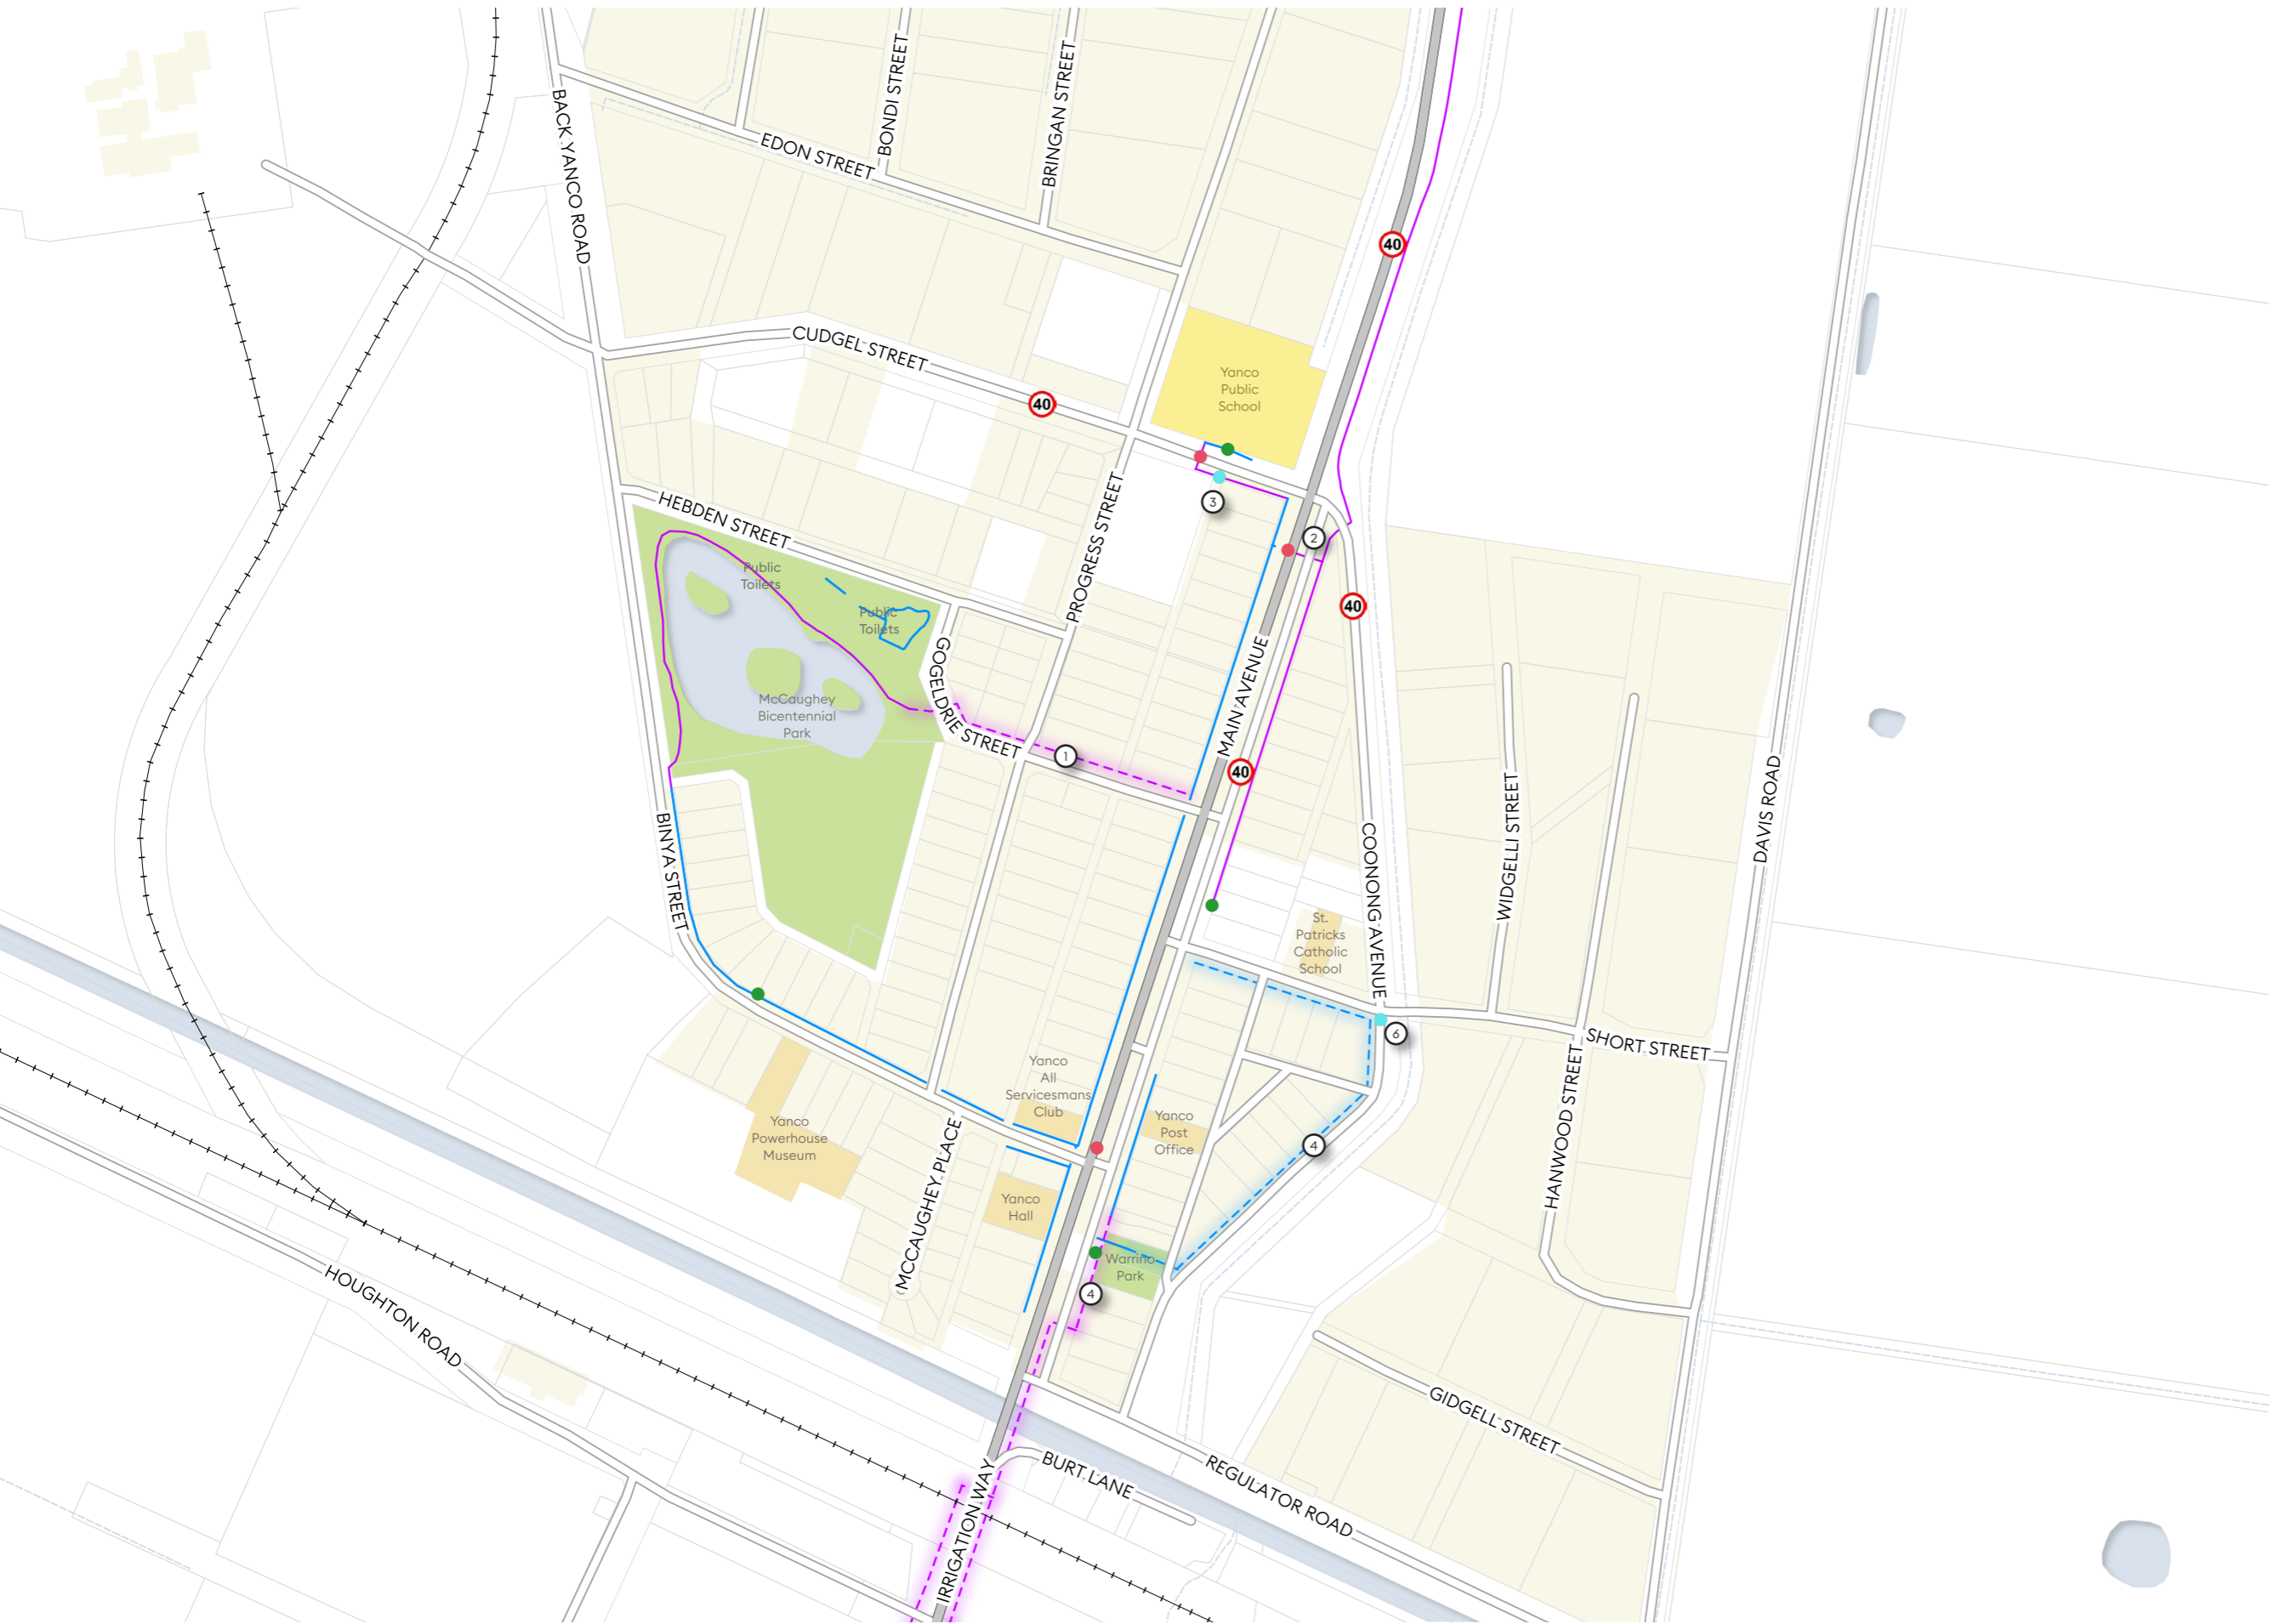 BACK YANCO ROAD
BONDI STREET
BRINGAN STREET
EDON STREET
40
CUDGEL STREET
40
Yanco
Public
School
3
2
HEBDEN STREET
PROGRESS STREET
Public
Toilets
Public
Toilets
40
GOGELDRIE STREET
McCaughey
Bicentennial
Park
1
MAIN AVENUE
40
BINYA STREET
COONONG AVENUE
WIDGELLI STREET
DAVIS ROAD
St.
Patricks
Catholic
School
6
SHORT STREET
Yanco
All
Servicesmans
Club
Yanco
Powerhouse
Museum
Yanco
Post
Office
4
HANWOOD STREET
MCCAUGHEY PLACE
Yanco
Hall
Warrino
Park
4
HOUGHTON ROAD
GIDGELL STREET
BURT LANE
REGULATOR ROAD
IRRIGATION WAY